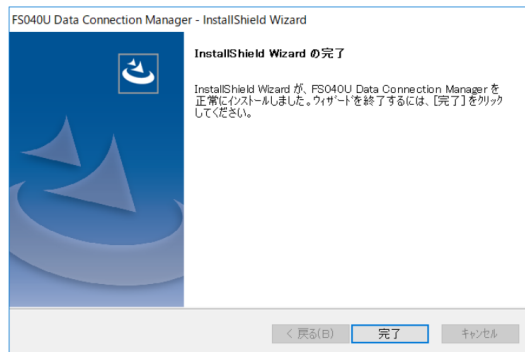 FS040U Data Connection Manager - InstallShield Wizard
InstallShield Wizard の完了
InstallShield Wizard が、FS040U Data Connection Manager を
正常にインストールしました。ウィザードを終了するには、[完了] をクリック
してください。
< 戻る(B)
完了
キャンセル